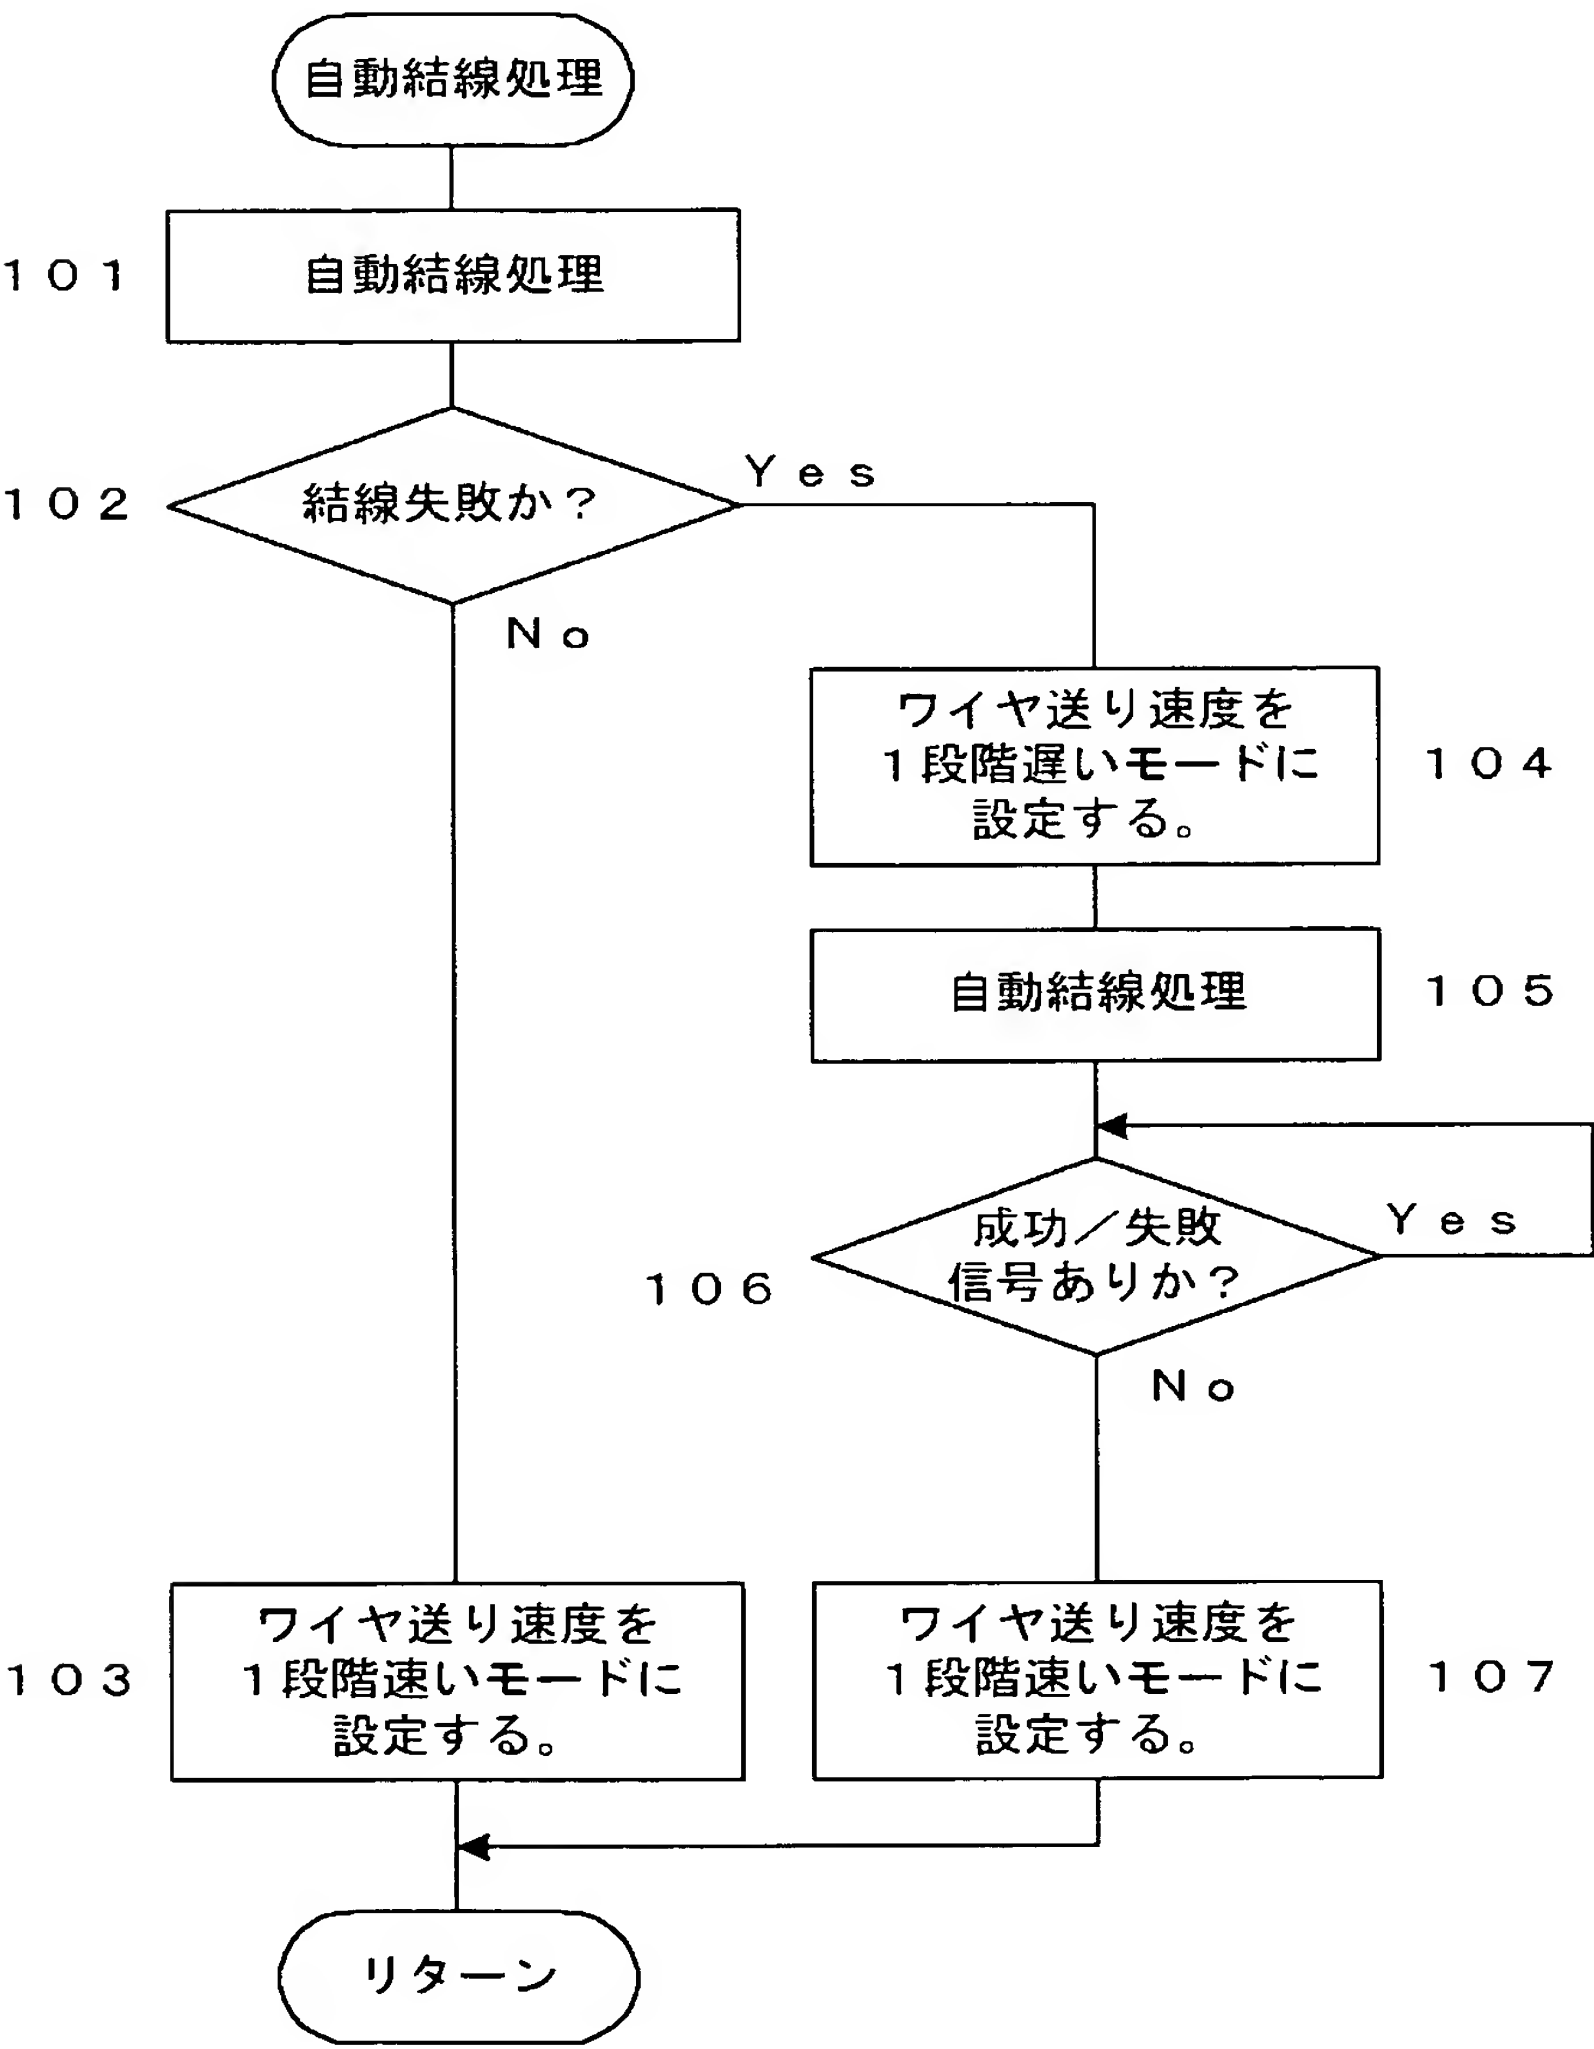 自動結線処理
101
自動結線処理
102
結線失敗か?
Yes
No
ワイヤ送り速度を
1段階遅いモードに
設定する。
104
自動結線処理
105
成功/失敗
信号ありか?
Yes
106
No
ワイヤ送り速度を
1段階速いモードに
設定する。
103
ワイヤ送り速度を
1段階速いモードに
設定する。
107
リターン